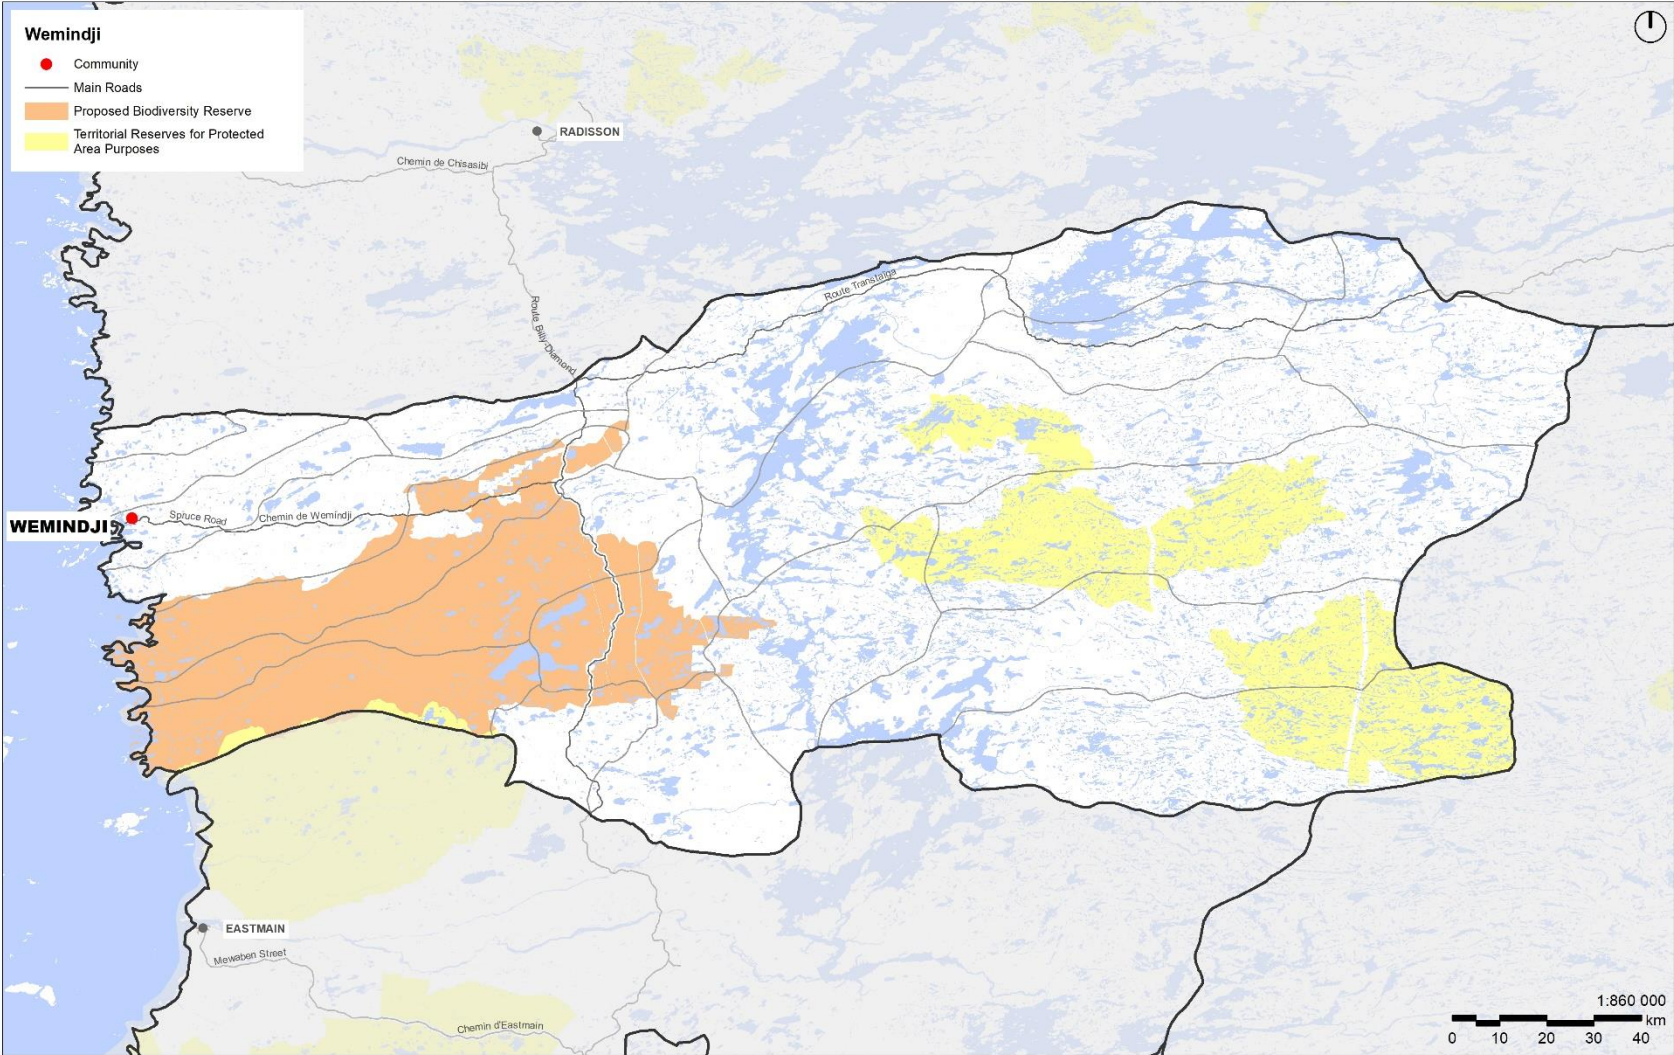 Wemindji
Community
Main Roads
Proposed Biodiversity Reserve
Territorial Reserves for Protected
Area Purposes
RADISSON
Chemin de Chisasibi
Route Transtaïga
Route Billy-Diamond
WEMINDJI
Spruce Road
Chemin de Wemindji
EASTMAIN
Mewaben Street
Chemin d'Eastmain
1:860 000
km
0 10 20 30 40